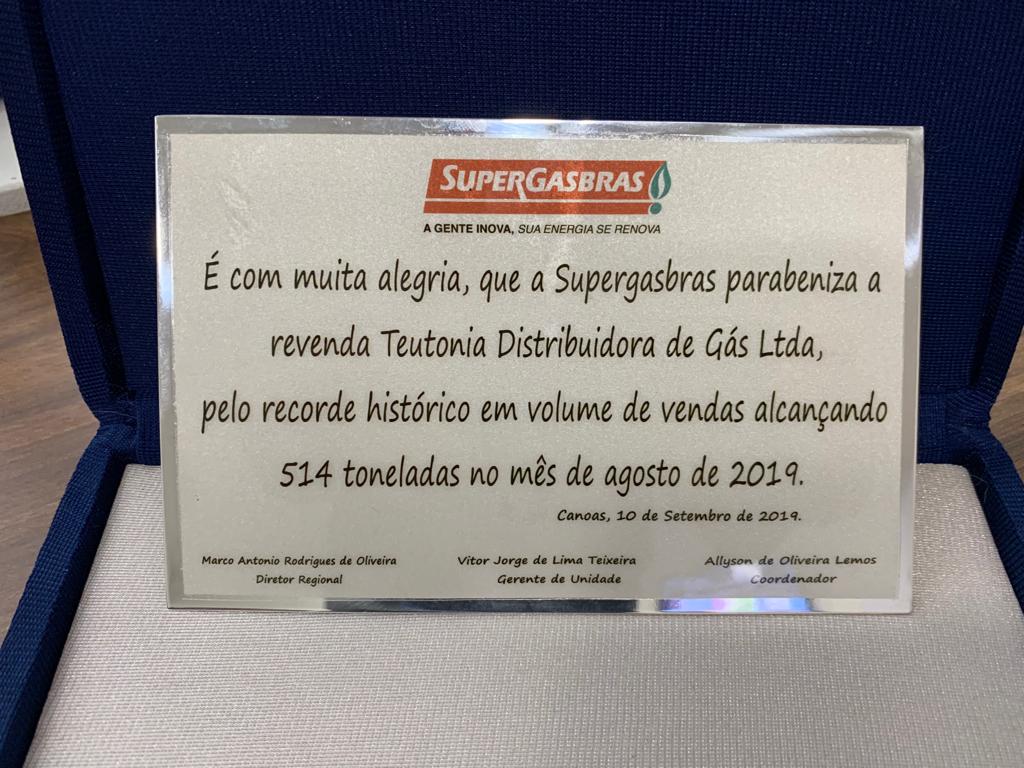 SUPERGASBRAS
A GENTE INOVA, SUA ENERGIA SE RENOVA
É com muita alegria, que a Supergasbras parabeniza a
revenda Teutonia Distribuidora de Gás Ltda,
pelo recorde histórico em volume de vendas alcançando
514 toneladas no mês de agosto de 2019.
Canoas, 10 de Setembro de 2019.
Marco Antonio Rodrigues de Oliveira Vitor Jorge de Lima Teixeira Allyson de Oliveira Lemos
Diretor Regional Gerente de Unidade Coordenador